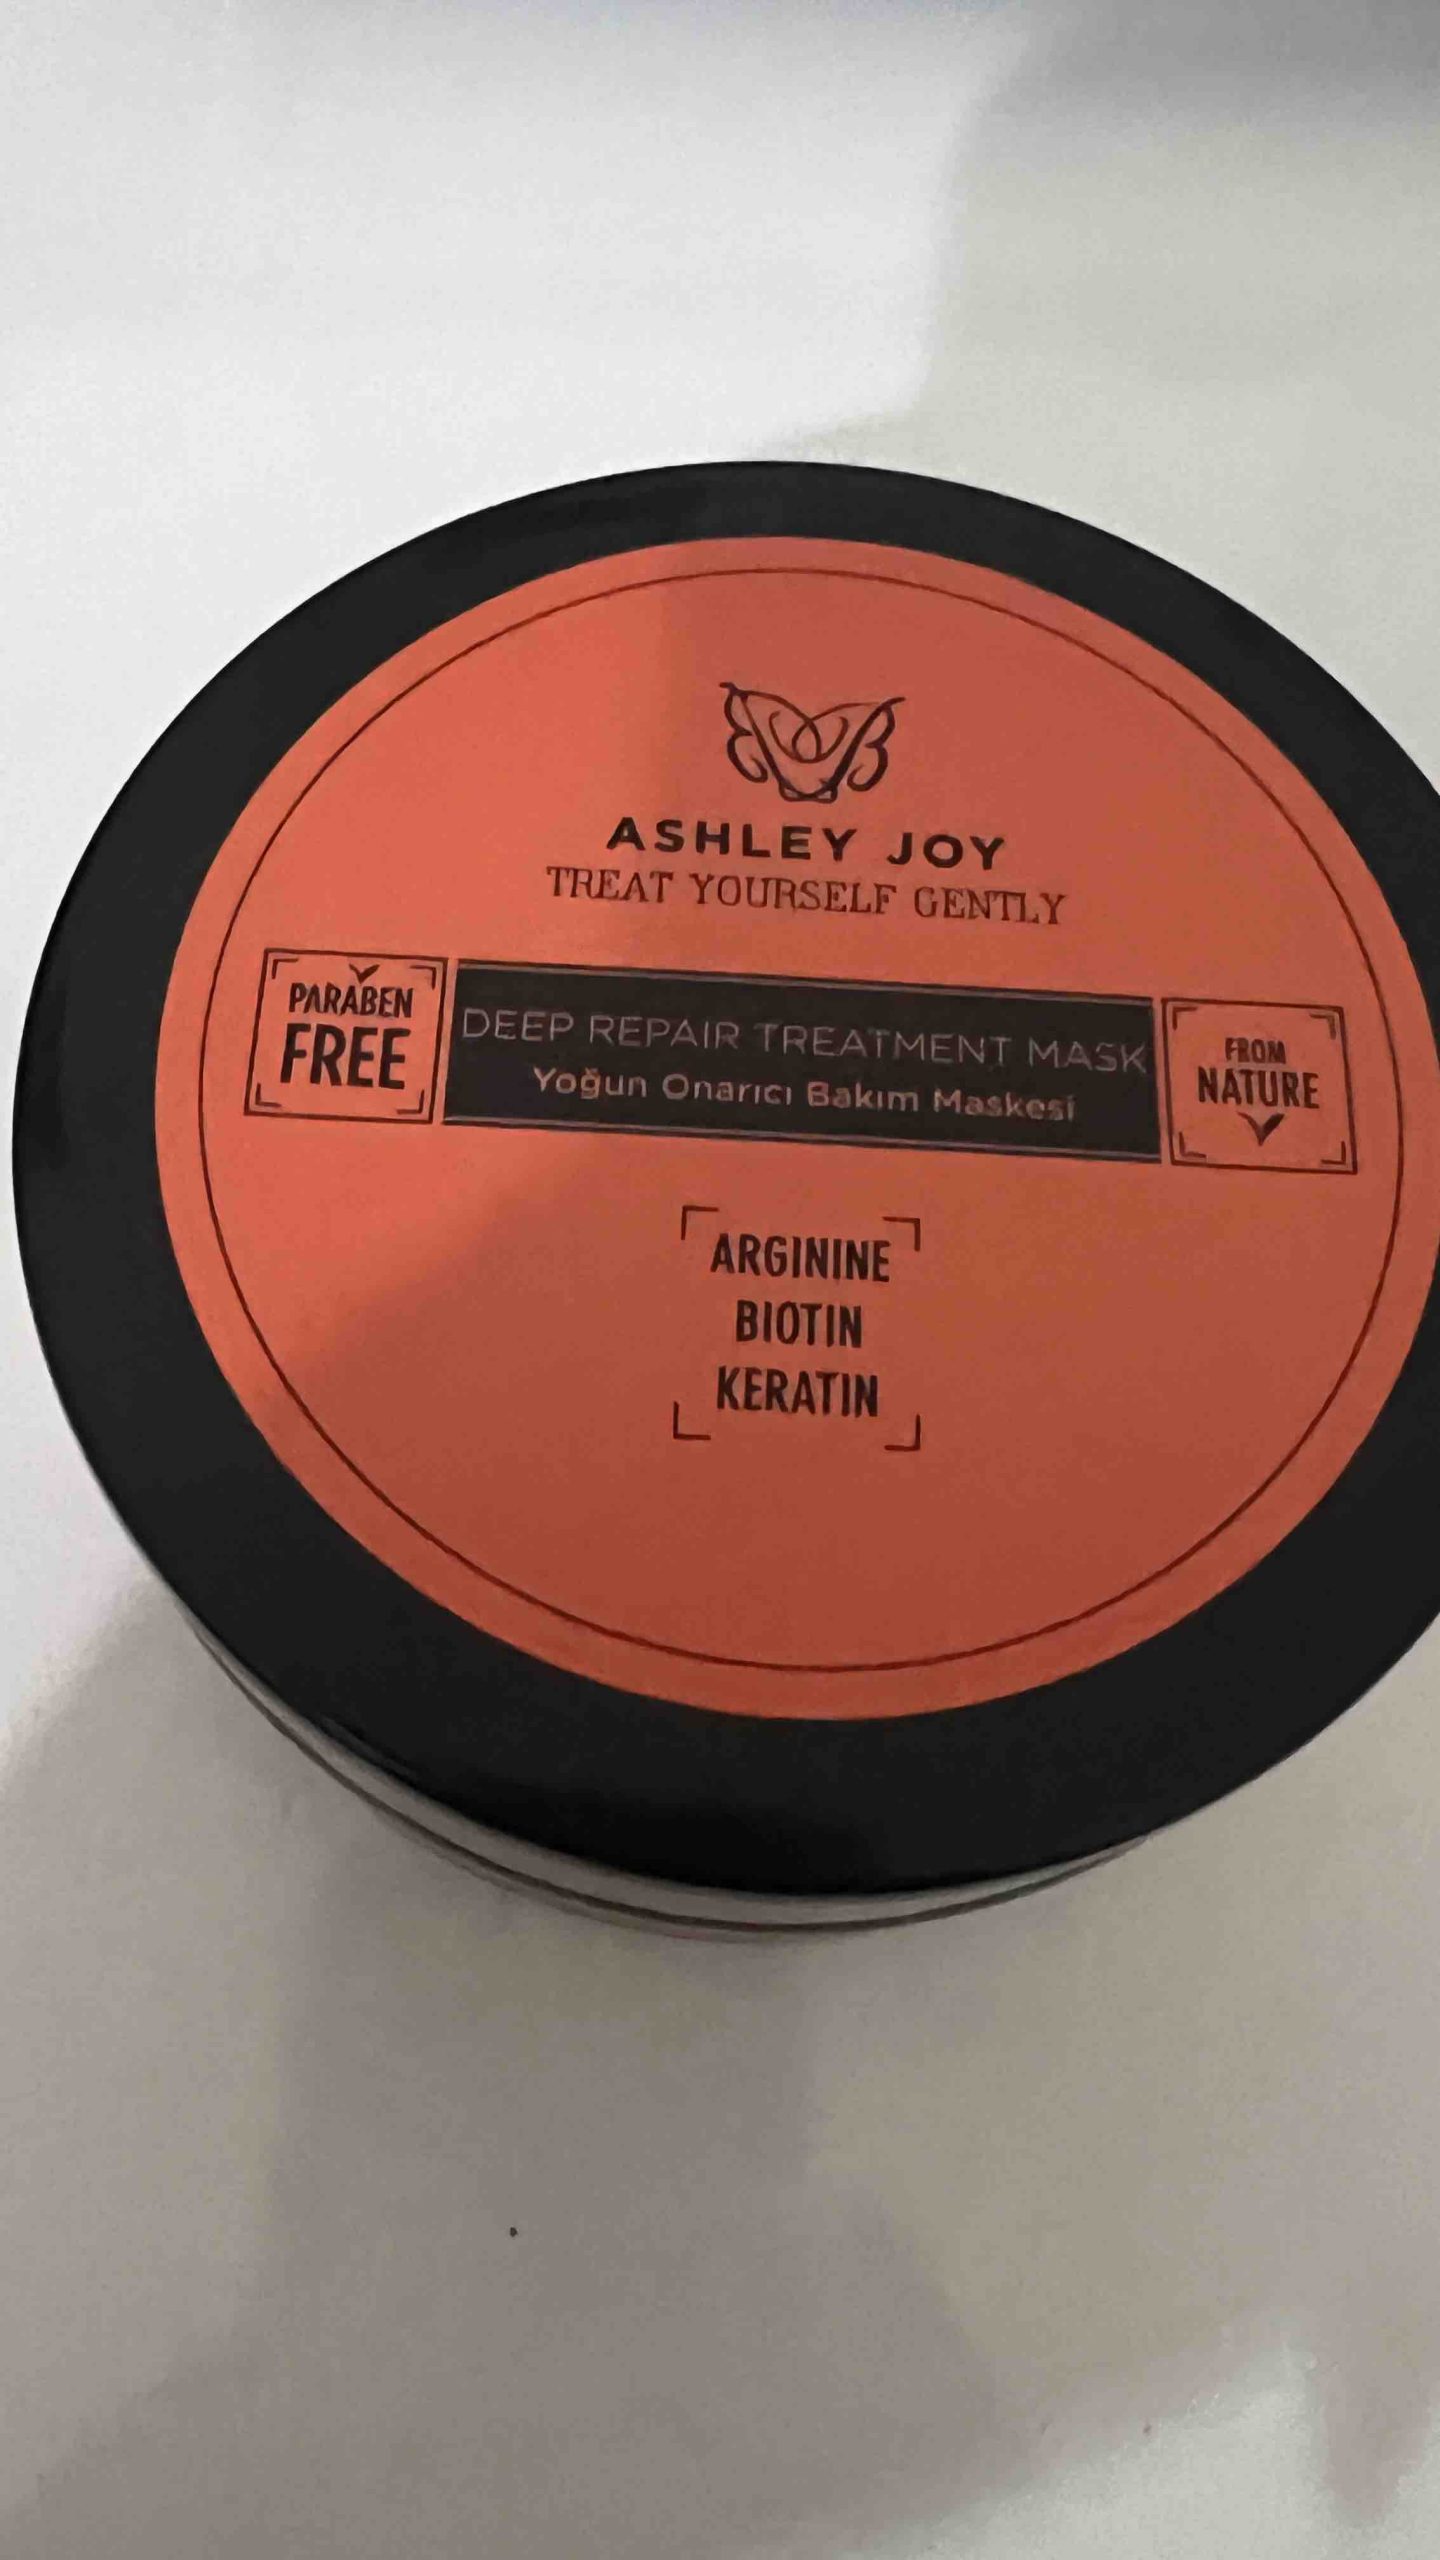 ASHLEY JOY
TREAT YOURSELF GENTLY
PARABEN
FREE
DEEP REPAIR TREATMENT MASK
Yoğun Onarıcı Bakım Maskesi
FROM
NATURE
ARGININE
BIOTIN
KERATIN